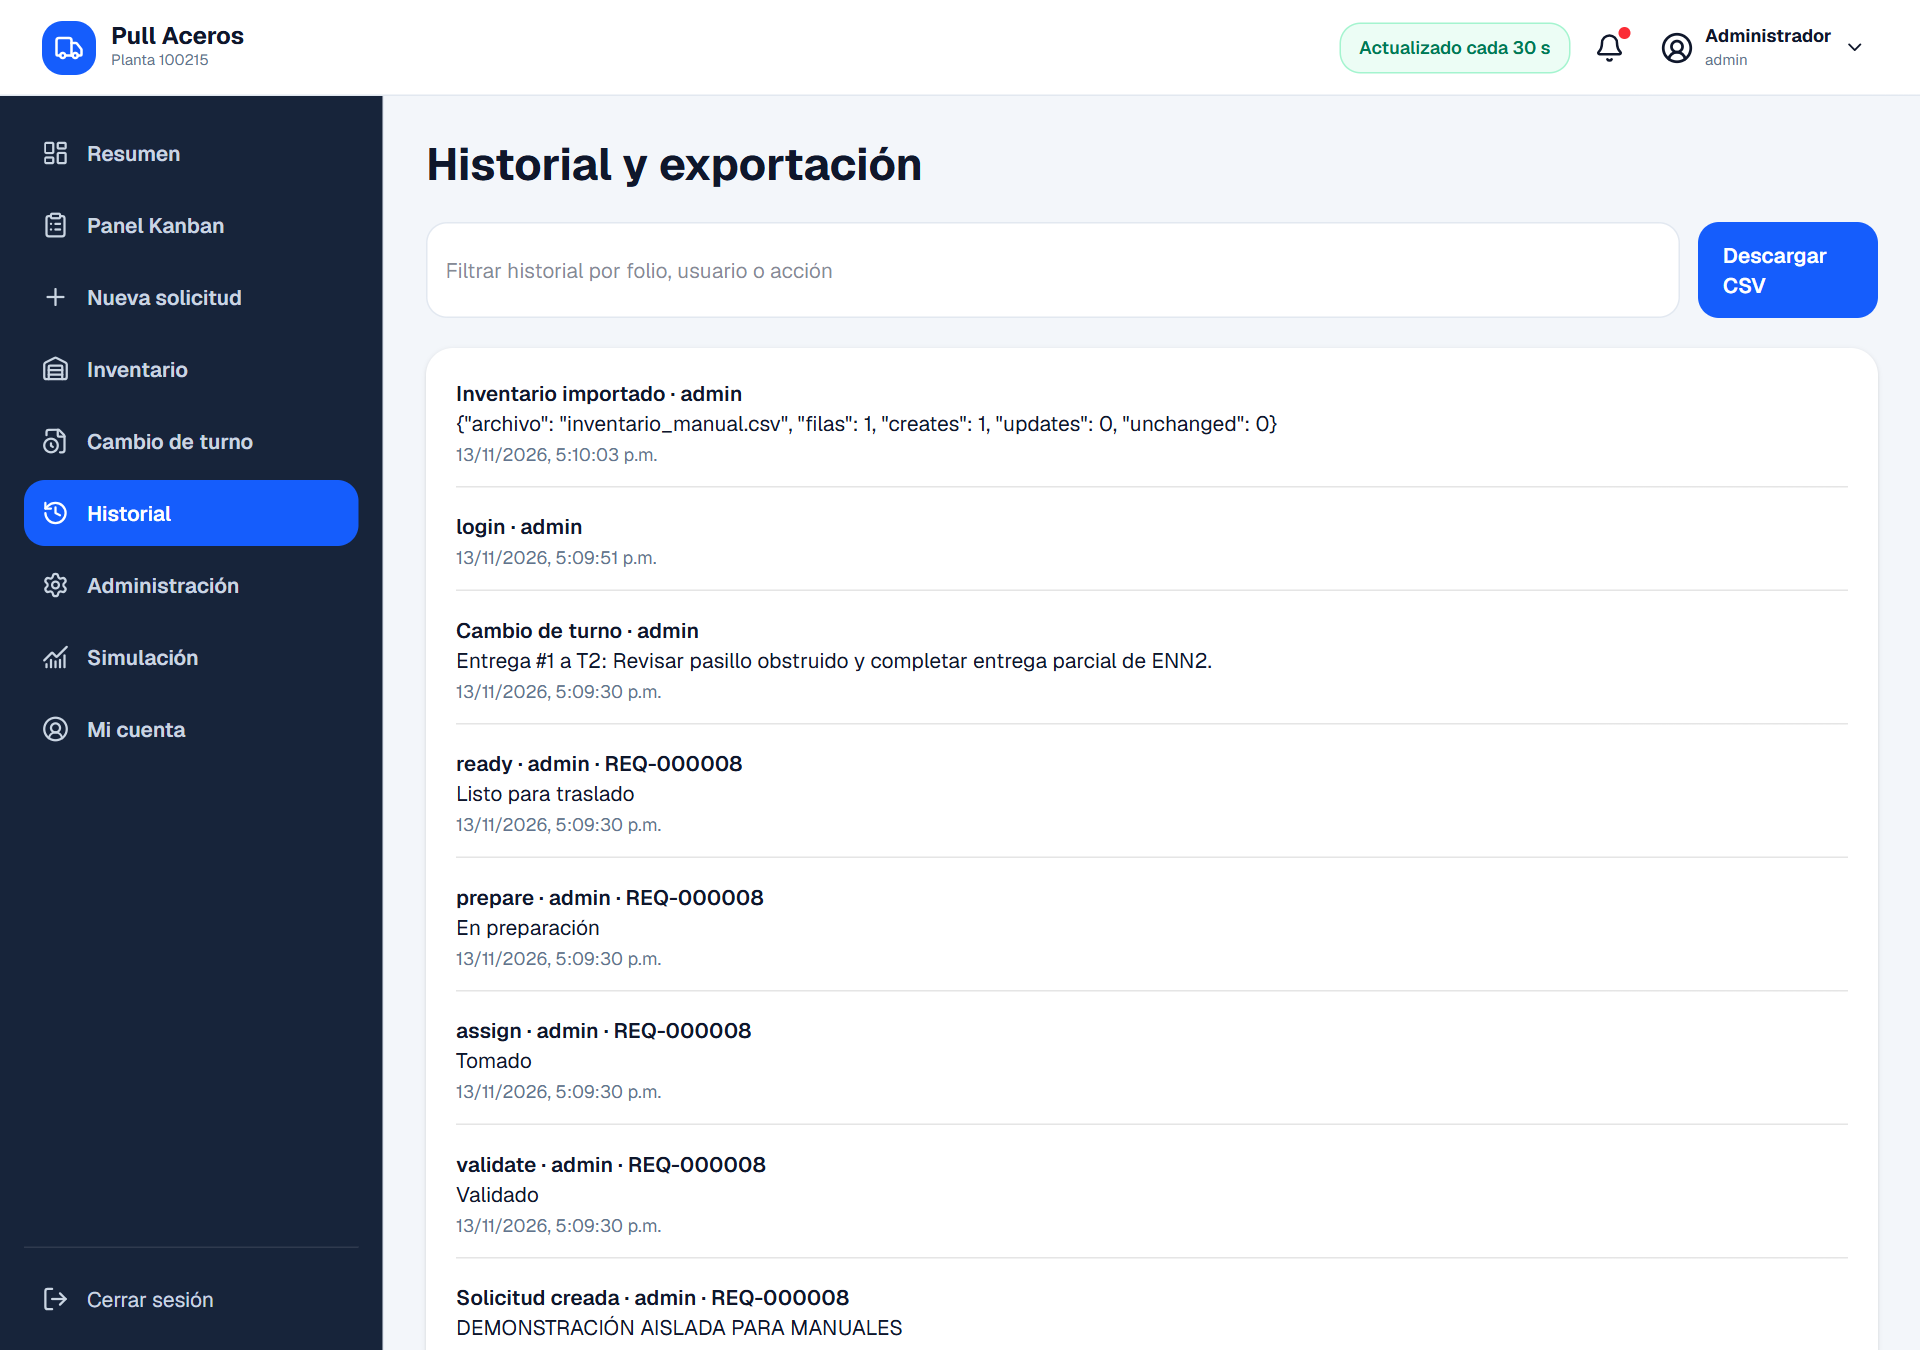 Pull Aceros
Planta 100215
Actualizado cada 30 s
Administrador
admin
Resumen
Panel Kanban
Nueva solicitud
Inventario
Cambio de turno
Historial
Administración
Simulación
Mi cuenta
Cerrar sesión
Historial y exportación
Filtrar historial por folio, usuario o acción
Descargar
CSV
Inventario importado · admin
{"archivo": "inventario_manual.csv", "filas": 1, "creates": 1, "updates": 0, "unchanged": 0}
13/11/2026, 5:10:03 p.m.
login · admin
13/11/2026, 5:09:51 p.m.
Cambio de turno · admin
Entrega #1 a T2: Revisar pasillo obstruido y completar entrega parcial de ENN2.
13/11/2026, 5:09:30 p.m.
ready · admin · REQ-000008
Listo para traslado
13/11/2026, 5:09:30 p.m.
prepare · admin · REQ-000008
En preparación
13/11/2026, 5:09:30 p.m.
assign · admin · REQ-000008
Tomado
13/11/2026, 5:09:30 p.m.
validate · admin · REQ-000008
Validado
13/11/2026, 5:09:30 p.m.
Solicitud creada · admin · REQ-000008
DEMONSTRACIÓN AISLADA PARA MANUALES